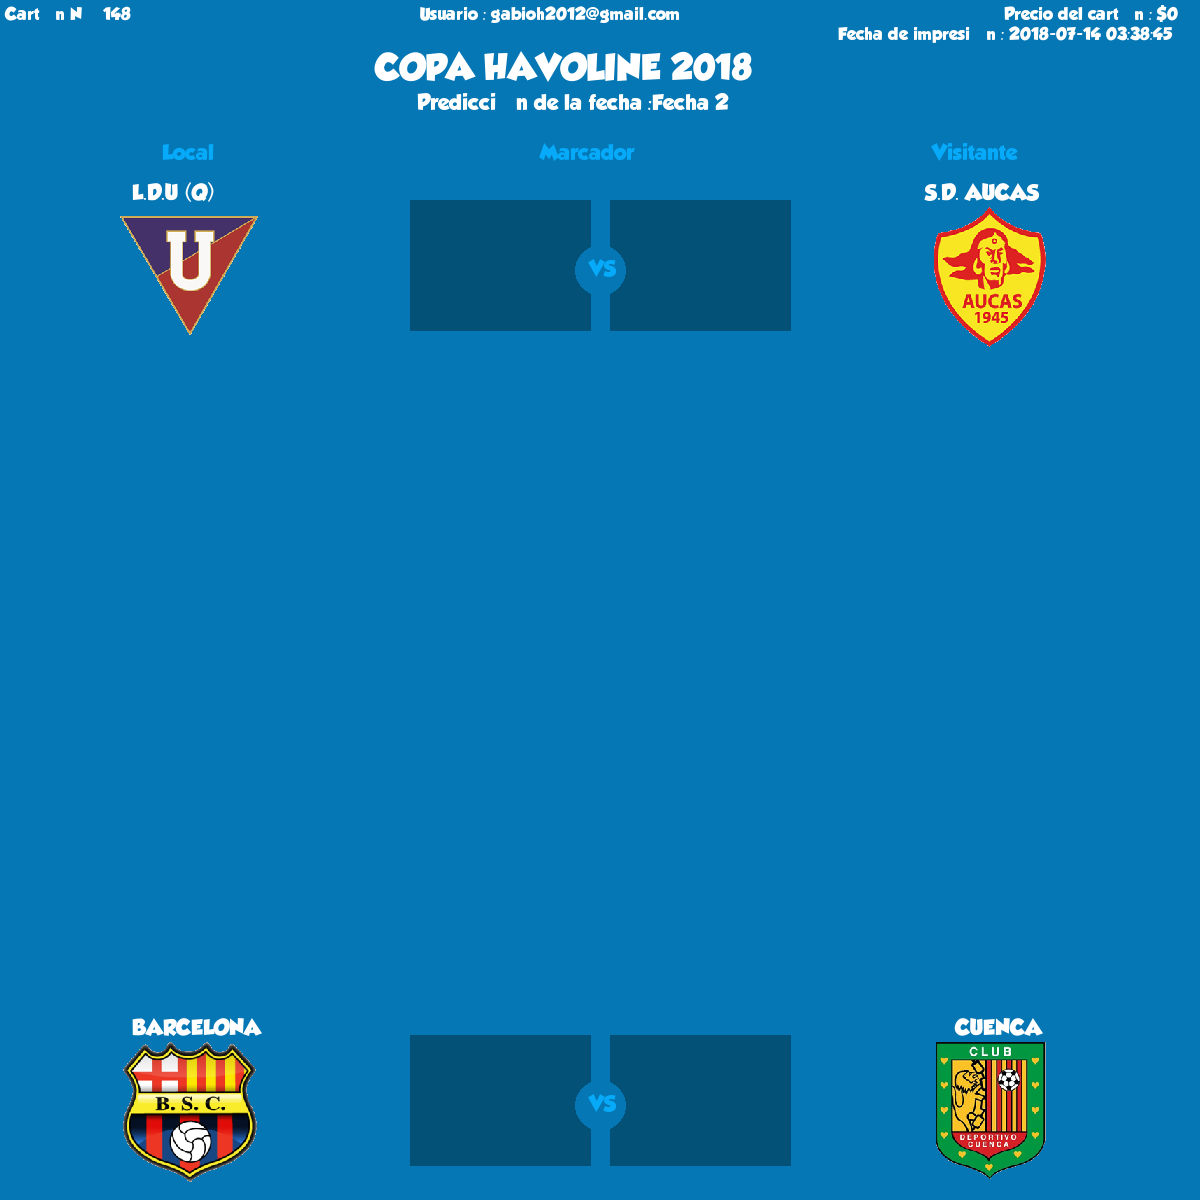 Cart n N 148
Usuario : gabioh2012@gmail.com
Precio del cart n : $0
Fecha de impresi n : 2018-07-14 03:38:45
COPA HAVOLINE 2018
Predicci n de la fecha :Fecha 2
Local Marcador Visitante
L.D.U (Q) S.D. AUCAS
U
VS
AUCAS
1945
BARCELONA CUENCA
B. S. C.
VS
CLUB
DEPORTIVO
CUENCA